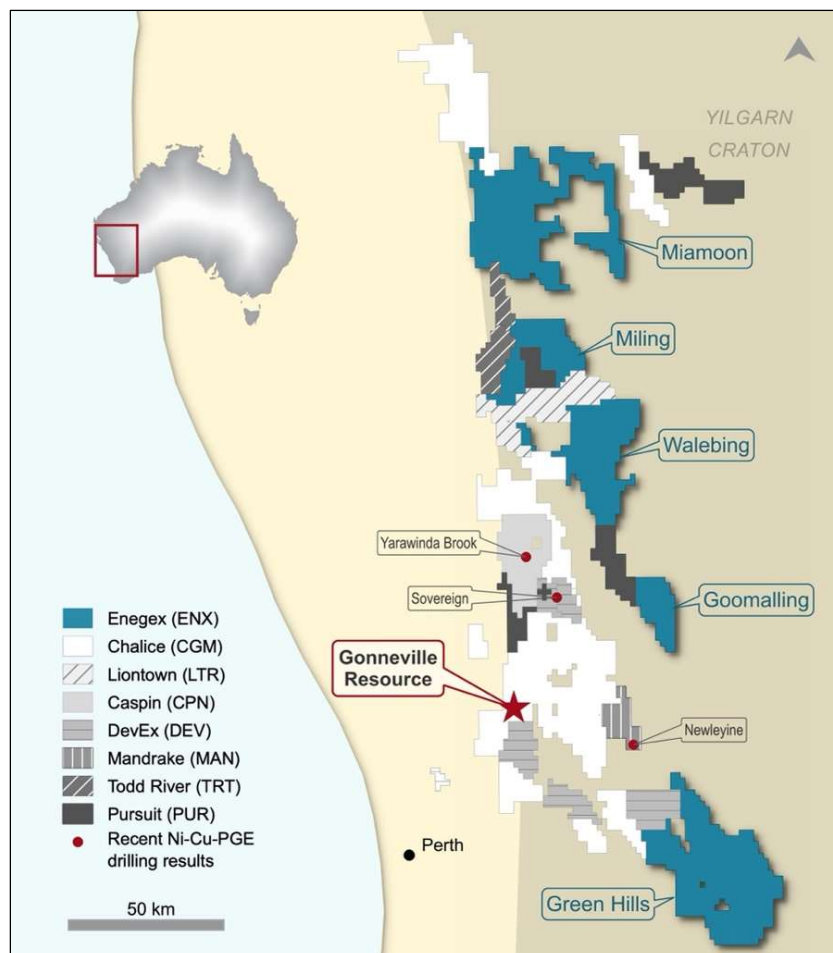 YILGARN
CRATON
Miamoon
Miling
Walebing
Yarawinda Brook
Sovereign
Goomalling
Gonneville
Resource
Newleyine
Perth
Green Hills
Enegex (ENX)
Chalice (CGM)
Liontown (LTR)
Caspin (CPN)
DevEx (DEV)
Mandrake (MAN)
Todd River (TRT)
Pursuit (PUR)
Recent Ni-Cu-PGE
drilling results
50 km